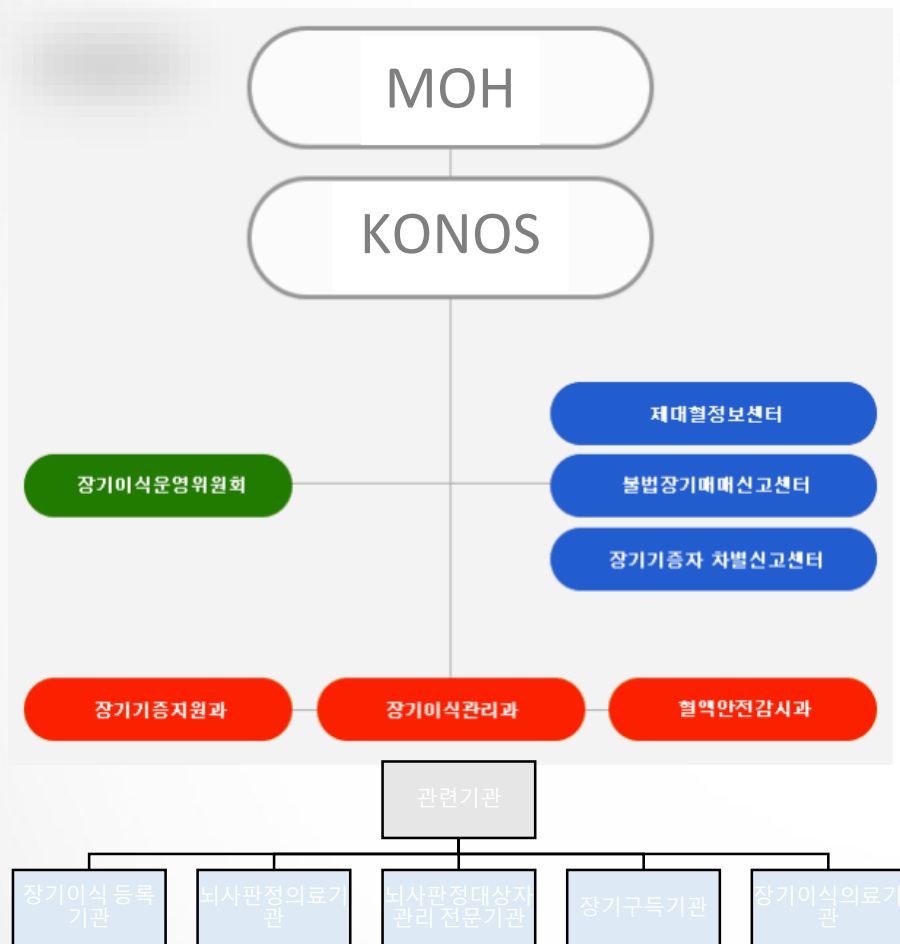 MOH
KONOS
제대혈정보센터
장기이식운영위원회
불법장기매매신고센터
장기기증자 차별신고센터
장기기증지원과
장기이식관리과
혈액안전감시과
관련기관
장기이식 등록
기관
뇌사판정의료기
관
뇌사판정대상자
관리 전문기관
장기구득기관
장기이식의료기
관